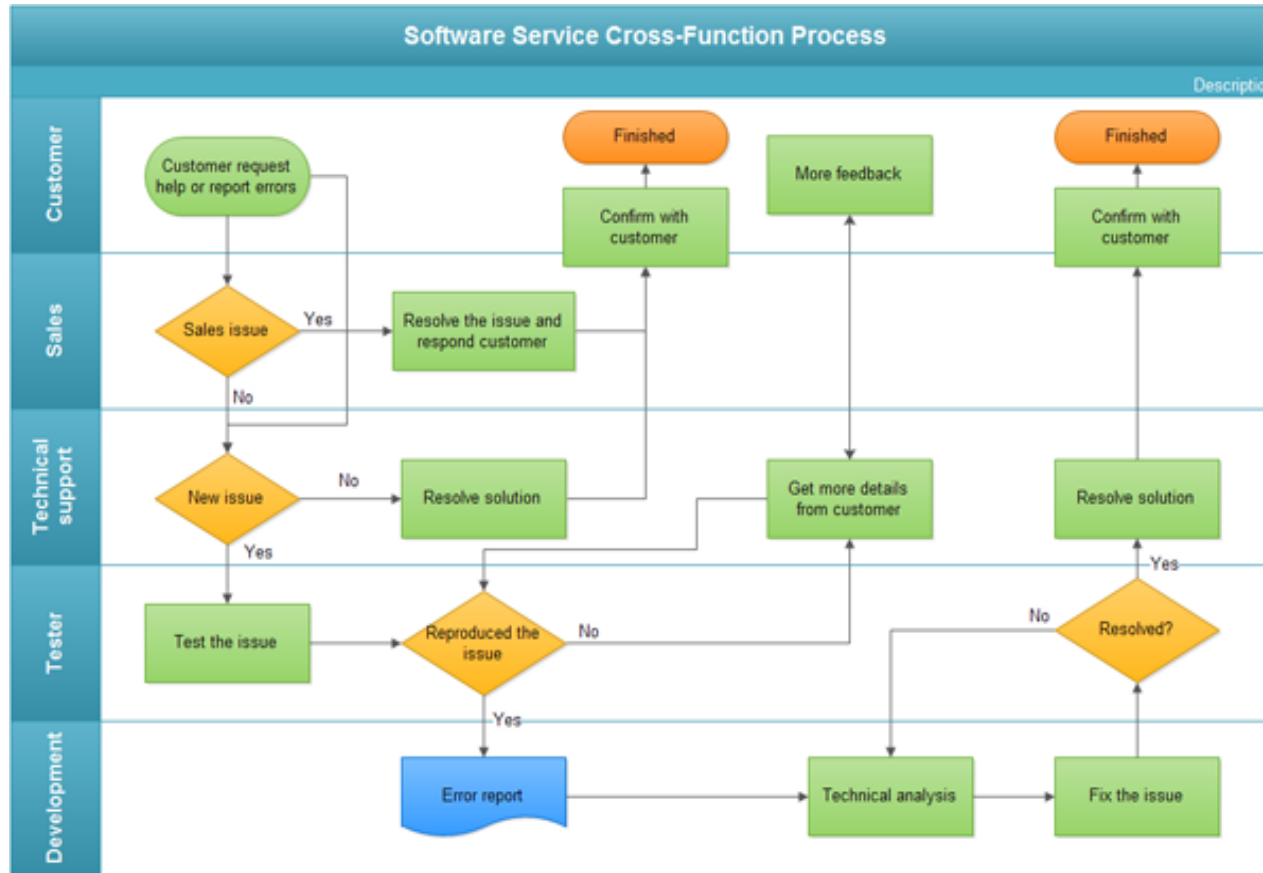 Software Service Cross-Function Process
Descriptio
Customer
Customer request
help or report errors
Finished
Confirm with
customer
More feedback
Finished
Confirm with
customer
Sales
Sales issue
Yes
Resolve the issue and
respond customer
No
Technical
support
New issue
No
Resolve solution
Get more details
from customer
Resolve solution
Yes
Yes
Tester
Test the issue
Reproduced the
issue
No
No
Resolved?
Yes
Development
Error report
Technical analysis
Fix the issue